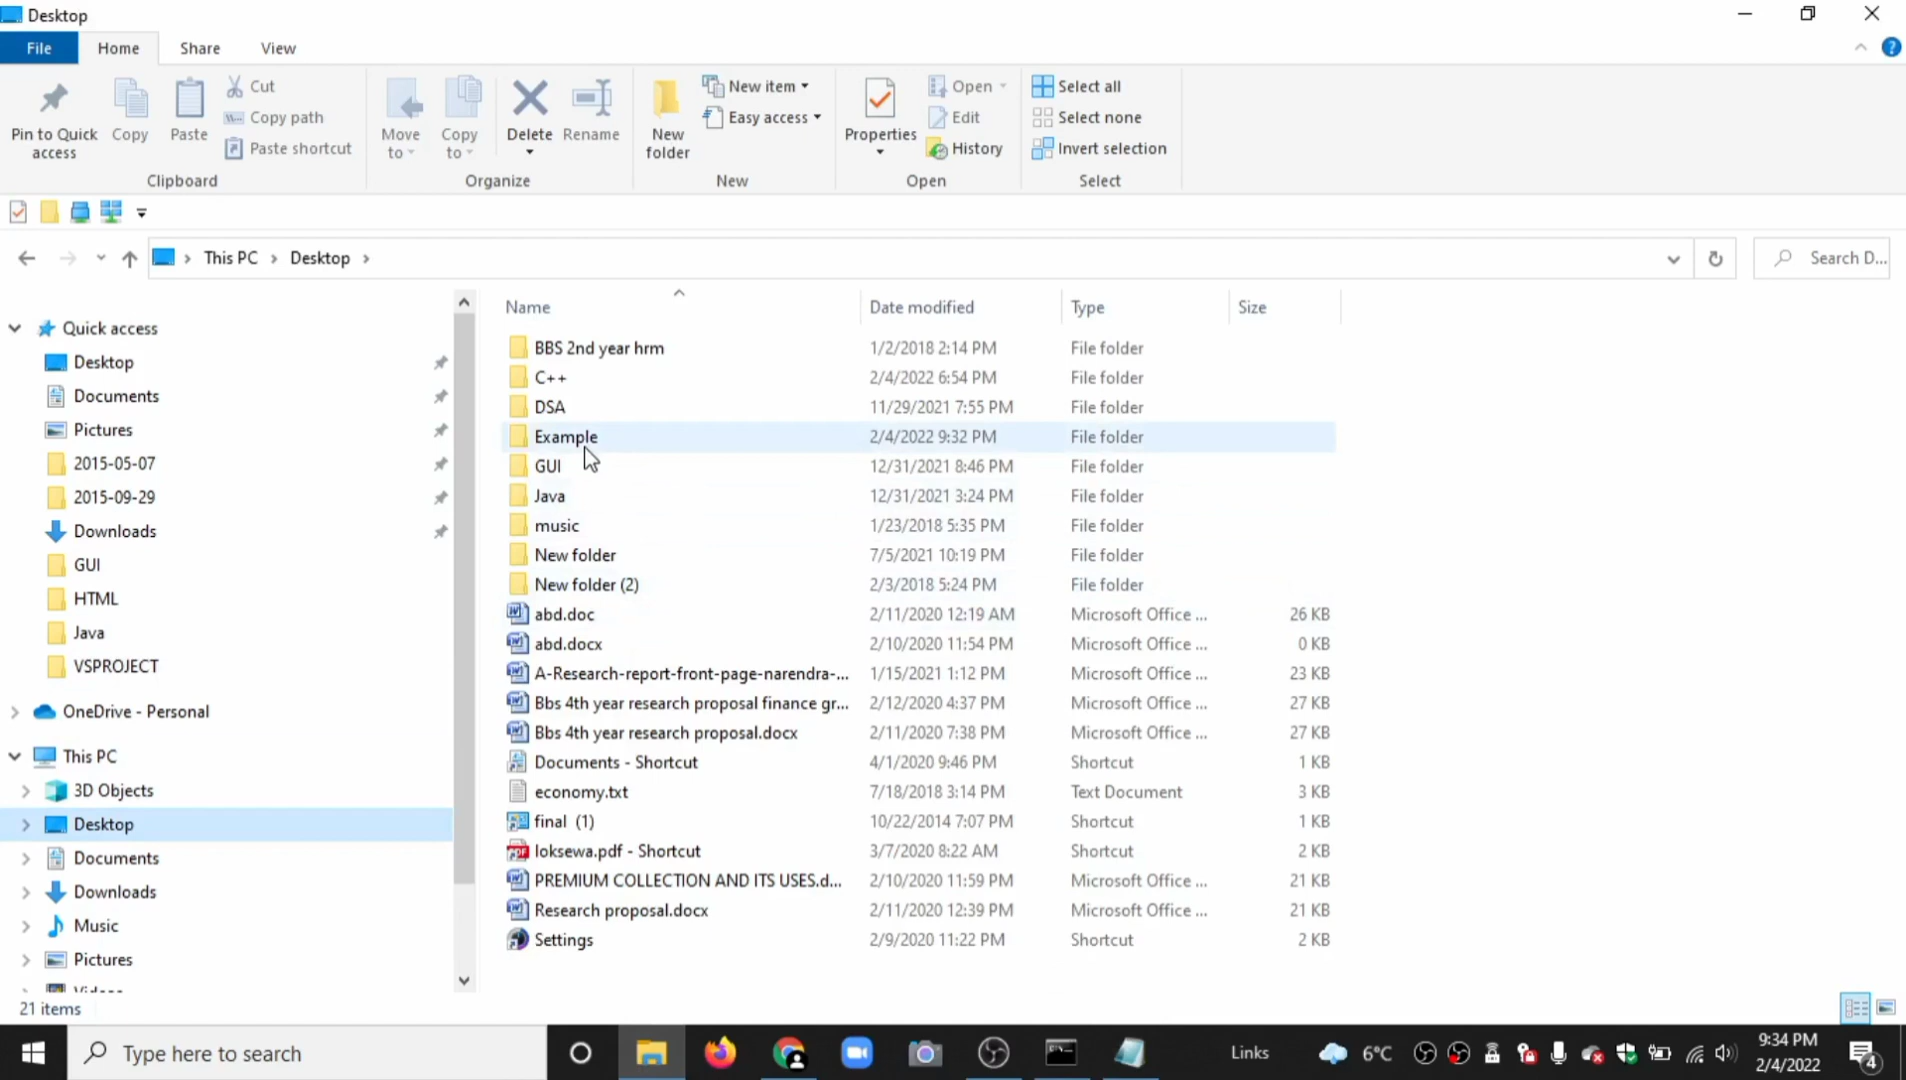 Desktop
File Home Share View
Pin to Quick access
Copy
Paste
Cut
Copy path
Paste shortcut
Clipboard
Move to
Copy to
Delete
Rename
Organize
New folder
New item
Easy access
New
Properties
Open
Edit
History
Open
Select all
Select none
Invert selection
Select
This PC > Desktop >
Search D...
Quick access
Desktop
Documents
Pictures
2015-05-07
2015-09-29
Downloads
GUI
HTML
Java
VSPROJECT
OneDrive - Personal
This PC
3D Objects
Desktop
Documents
Downloads
Music
Pictures
Videos
Name Date modified Type Size
BBS 2nd year hrm 1/2/2018 2:14 PM File folder
C++ 2/4/2022 6:54 PM File folder
DSA 11/29/2021 7:55 PM File folder
Example 2/4/2022 9:32 PM File folder
GUI 12/31/2021 8:46 PM File folder
Java 12/31/2021 3:24 PM File folder
music 1/23/2018 5:35 PM File folder
New folder 7/5/2021 10:19 PM File folder
New folder (2) 2/3/2018 5:24 PM File folder
abd.doc 2/11/2020 12:19 AM Microsoft Office ... 26 KB
abd.docx 2/10/2020 11:54 PM Microsoft Office ... 0 KB
A-Research-report-front-page-narendra-... 1/15/2021 1:12 PM Microsoft Office ... 23 KB
Bbs 4th year research proposal finance gr... 2/12/2020 4:37 PM Microsoft Office ... 27 KB
Bbs 4th year research proposal.docx 2/11/2020 7:38 PM Microsoft Office ... 27 KB
Documents - Shortcut 4/1/2020 9:46 PM Shortcut 1 KB
economy.txt 7/18/2018 3:14 PM Text Document 3 KB
final (1) 10/22/2014 7:07 PM Shortcut 1 KB
loksewa.pdf - Shortcut 3/7/2020 8:22 AM Shortcut 2 KB
PREMIUM COLLECTION AND ITS USES.d... 2/10/2020 11:59 PM Microsoft Office ... 21 KB
Research proposal.docx 2/11/2020 12:39 PM Microsoft Office ... 21 KB
Settings 2/9/2020 11:22 PM Shortcut 2 KB
21 items
Type here to search
Links
6°C
9:34 PM
2/4/2022
4